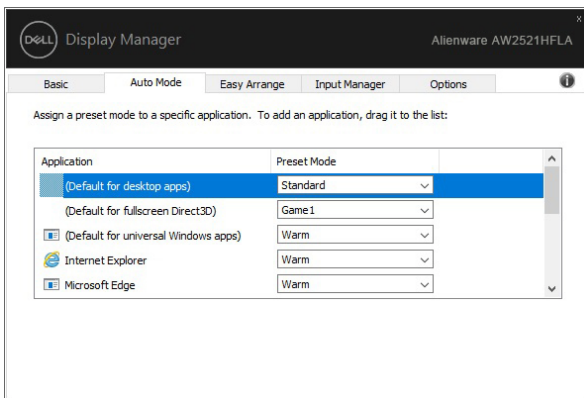 DELL Display Manager Alienware AW2521HFLA
x
Basic Auto Mode Easy Arrange Input Manager Options i
Assign a preset mode to a specific application. To add an application, drag it to the list:
Application Preset Mode
(Default for desktop apps) Standard
(Default for fullscreen Direct3D) Game1
(Default for universal Windows apps) Warm
Internet Explorer Warm
Microsoft Edge Warm